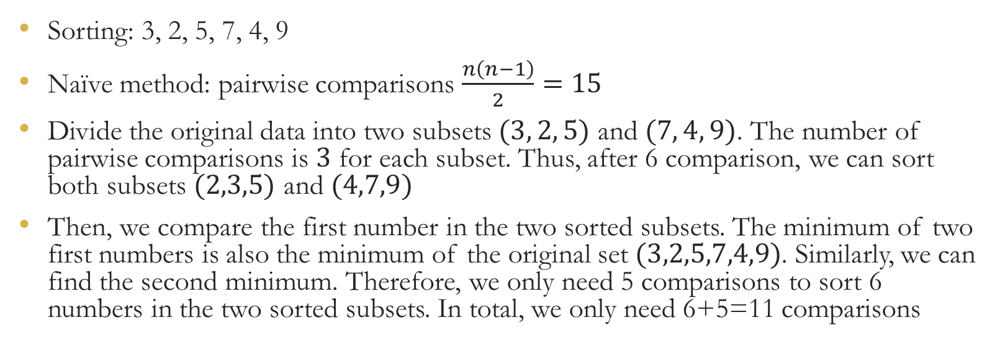 • Sorting: 3, 2, 5, 7, 4, 9
• Naïve method: pairwise comparisons n(n−1)/2 = 15
• Divide the original data into two subsets (3, 2, 5) and (7, 4, 9). The number of
pairwise comparisons is 3 for each subset. Thus, after 6 comparison, we can sort
both subsets (2,3,5) and (4,7,9)
• Then, we compare the first number in the two sorted subsets. The minimum of two
first numbers is also the minimum of the original set (3,2,5,7,4,9). Similarly, we can
find the second minimum. Therefore, we only need 5 comparisons to sort 6
numbers in the two sorted subsets. In total, we only need 6+5=11 comparisons